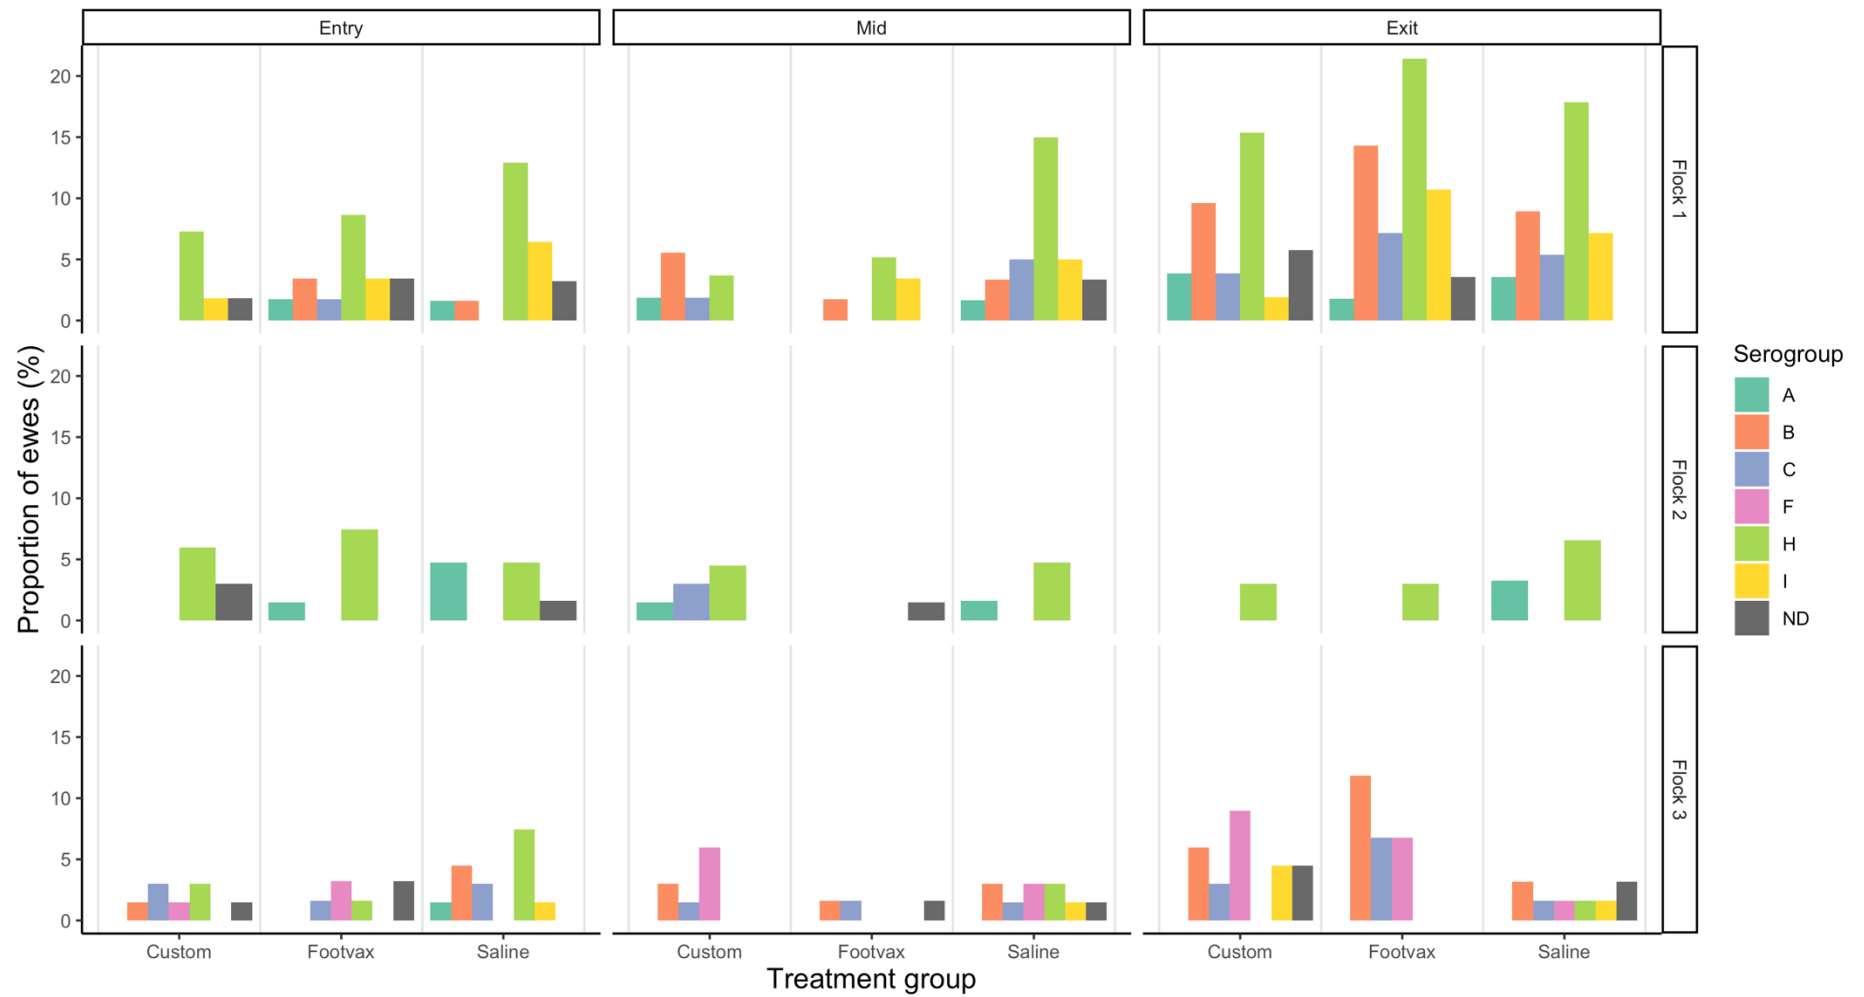 Entry
Mid
Exit
20
15
10
5
0
Flock 1
Proportion of ewes (%)
20
15
10
5
0
Flock 2
Serogroup
A
B
C
F
H
I
ND
20
15
10
5
0
Flock 3
Custom
Footvax
Saline
Custom
Footvax
Saline
Custom
Footvax
Saline
Treatment group